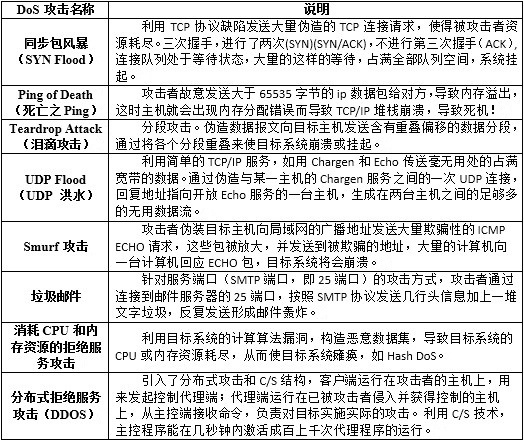 DoS 攻击名称
说明
同步包风暴
（SYN Flood）
利用 TCP 协议缺陷发送大量伪造的 TCP 连接请求，使得被攻击者资
源耗尽。三次握手，进行了两次(SYN)(SYN/ACK)，不进行第三次握手（ACK），
连接队列处于等待状态，大量的这样的等待，占满全部队列空间，系统挂
起。
Ping of Death
（死亡之 Ping）
攻击者故意发送大于 65535 字节的 ip 数据包给对方，导致内存溢出，
这时主机就会出现内存分配错误而导致 TCP/IP 堆栈崩溃，导致死机！
Teardrop Attack
（泪滴攻击）
分段攻击。伪造数据报文向目标主机发送含有重叠偏移的数据分段，
通过将各个分段重叠来使目标系统崩溃或挂起。
UDP Flood
（UDP 洪水）
利用简单的 TCP/IP 服务，如用 Chargen 和 Echo 传送毫无用处的占满
宽带的数据。通过伪造与某一主机的 Chargen 服务之间的一次 UDP 连接，
回复地址指向开放 Echo 服务的一台主机，生成在两台主机之间的足够多
的无用数据流。
Smurf 攻击
攻击者伪装目标主机向局域网的广播地址发送大量欺骗性的 ICMP
ECHO 请求，这些包被放大，并发送到被欺骗的地址，大量的计算机向
一台计算机回应 ECHO 包，目标系统将会崩溃。
垃圾邮件
针对服务端口（SMTP 端口，即 25 端口）的攻击方式，攻击者通过
连接到邮件服务器的 25 端口，按照 SMTP 协议发送几行头信息加上一堆
文字垃圾，反复发送形成邮件轰炸。
消耗 CPU 和内
存资源的拒绝服
务攻击
利用目标系统的计算算法漏洞，构造恶意数据集，导致目标系统的
CPU 或内存资源耗尽，从而使目标系统瘫痪，如 Hash DoS。
分布式拒绝服务
攻击（DDOS）
引入了分布式攻击和 C/S 结构，客户端运行在攻击者的主机上，用
来发起控制代理端；代理端运行在已被攻击者侵入并获得控制的主机
上，从主控端接收命令，负责对目标实施实际的攻击。利用 C/S 技术，
主控程序能在几秒钟内激活成百上千次代理程序的运行。